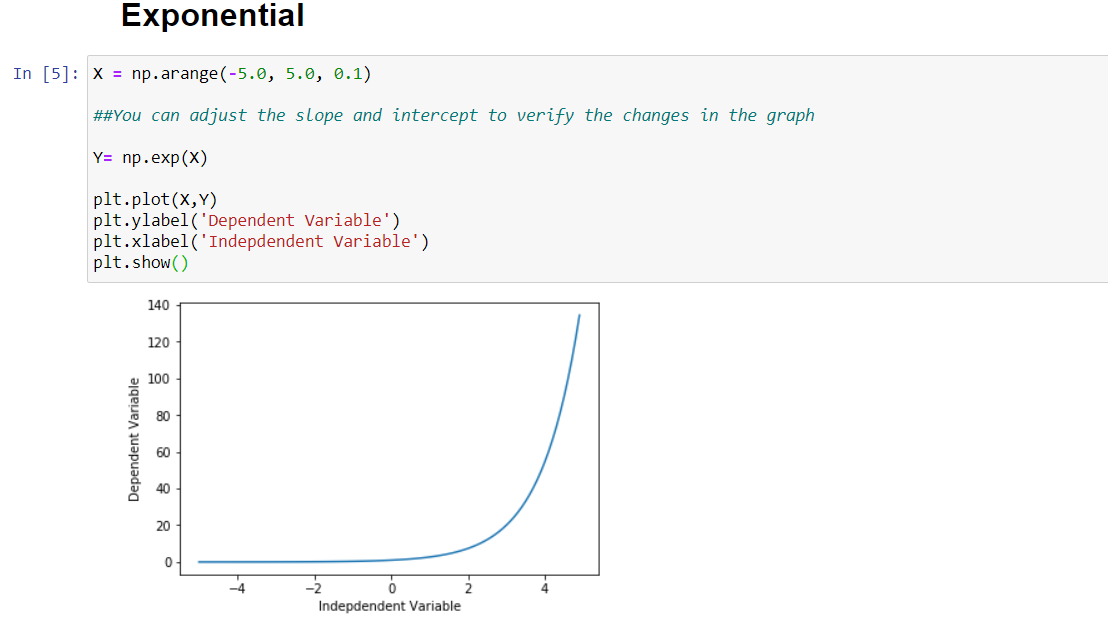 Exponential
In [5]: X = np.arange(-5.0, 5.0, 0.1)
##You can adjust the slope and intercept to verify the changes in the graph
Y= np.exp(X)
plt.plot(X,Y)
plt.ylabel('Dependent Variable')
plt.xlabel('Indepdendent Variable')
plt.show()
140
120
100
80
60
40
20
0
Dependent Variable
−4 −2 0 2 4
Indepdendent Variable